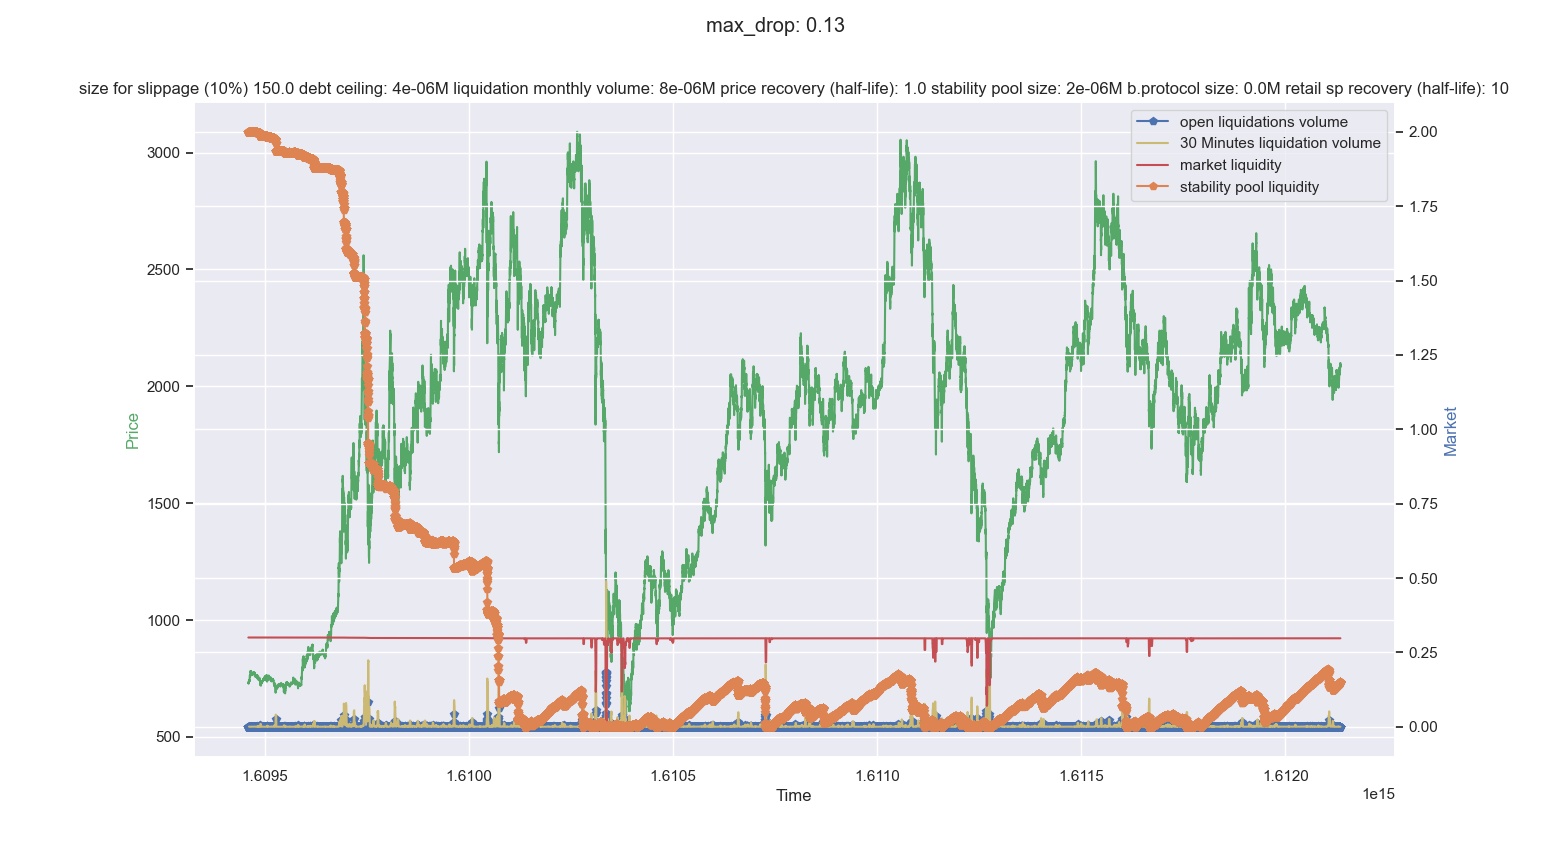 max_drop: 0.13
size for slippage (10%) 150.0 debt ceiling: 4e-06M liquidation monthly volume: 8e-06M price recovery (half-life): 1.0 stability pool size: 2e-06M b.protocol size: 0.0M retail sp recovery (half-life): 10
open liquidations volume
30 Minutes liquidation volume
market liquidity
stability pool liquidity
3000
2500
2000
1500
1000
500
Price
2.00
1.75
1.50
1.25
1.00
0.75
0.50
0.25
0.00
Market
1.6095 1.6100 1.6105 1.6110 1.6115 1.6120
Time
1e15